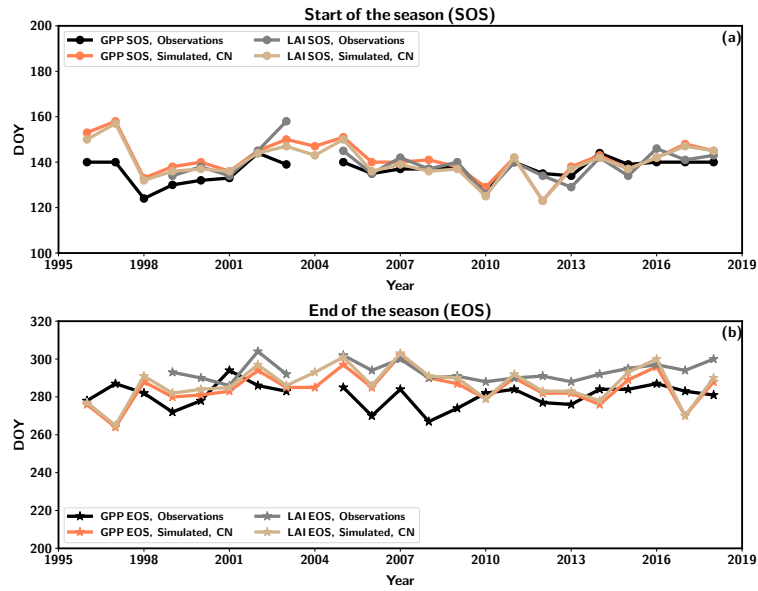 Start of the season (SOS)
(a)
GPP SOS, Observations
GPP SOS, Simulated, CN
LAI SOS, Observations
LAI SOS, Simulated, CN
DOY
200
180
160
140
120
100
1995 1998 2001 2004 2007 2010 2013 2016 2019
Year
End of the season (EOS)
(b)
DOY
320
300
280
260
240
220
200
GPP EOS, Observations
GPP EOS, Simulated, CN
LAI EOS, Observations
LAI EOS, Simulated, CN
1995 1998 2001 2004 2007 2010 2013 2016 2019
Year